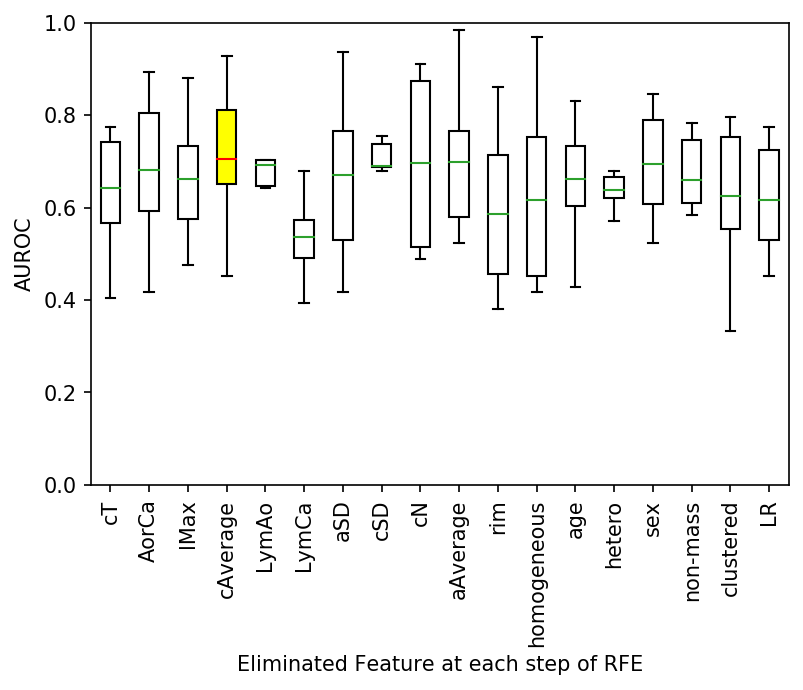 1.0
0.8
0.6
0.4
0.2
0.0
AUROC
cT
AorCa
lMax
cAverage
LymAo
LymCa
aSD
cSD
cN
aAverage
rim
homogeneous
age
hetero
sex
non-mass
clustered
LR
Eliminated Feature at each step of RFE